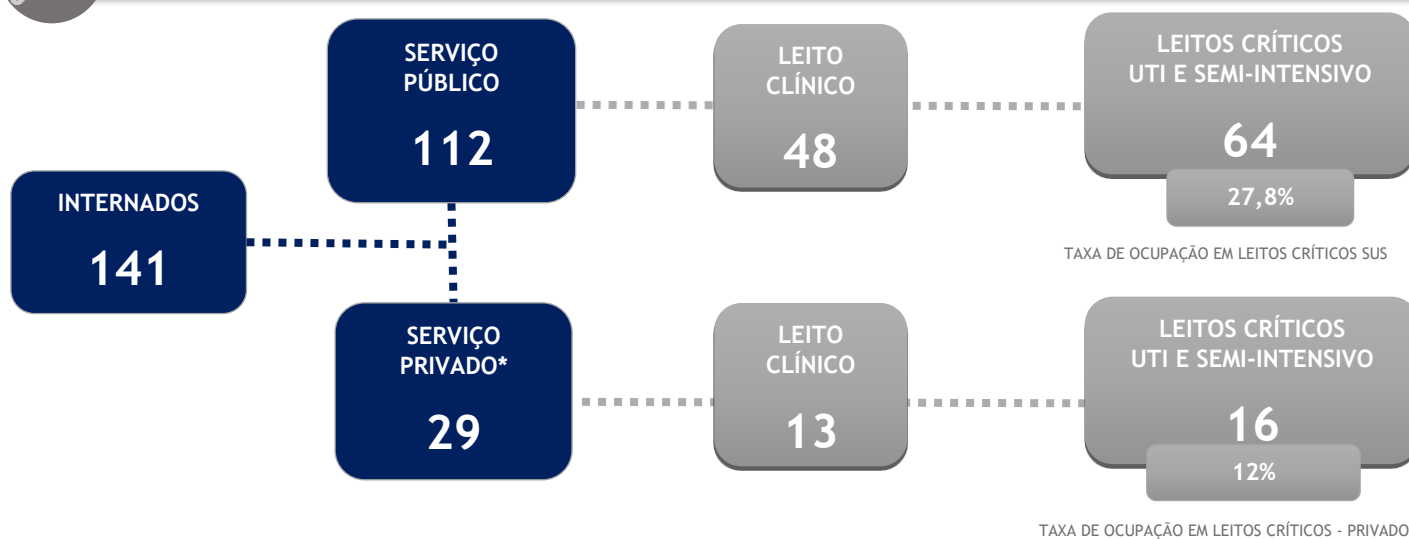 INTERNADOS
141
SERVIÇO
PÚBLICO
112
LEITO
CLÍNICO
48
LEITOS CRÍTICOS
UTI E SEMI-INTENSIVO
64
27,8%
TAXA DE OCUPAÇÃO EM LEITOS CRÍTICOS SUS
SERVIÇO
PRIVADO*
29
LEITO
CLÍNICO
13
LEITOS CRÍTICOS
UTI E SEMI-INTENSIVO
16
12%
TAXA DE OCUPAÇÃO EM LEITOS CRÍTICOS - PRIVADO